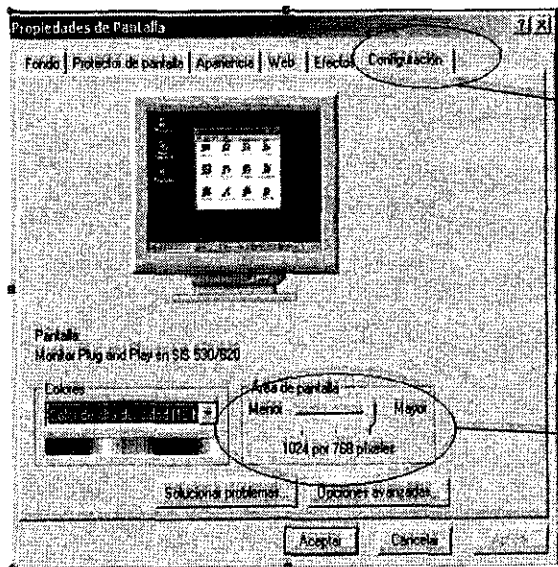 Propiedades de Pantalla
Fondo Protector de pantalla Apariencia Web Efectos Configuración
Pantalla:
Monitor Plug and Play en SIS 530/620
Colores
Área de pantalla
Menor Mayor
1024 por 768 píxeles
Solucionar problemas... Opciones avanzadas...
Aceptar Cancelar